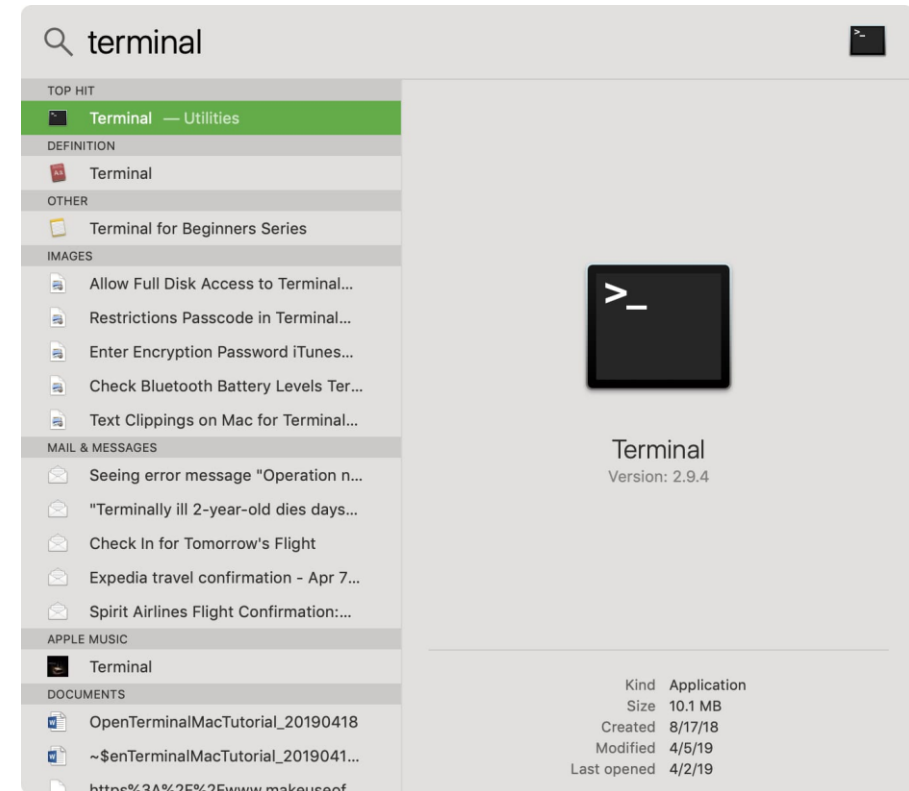 terminal
TOP HIT
Terminal — Utilities
DEFINITION
Terminal
OTHER
Terminal for Beginners Series
IMAGES
Allow Full Disk Access to Terminal...
Restrictions Passcode in Terminal...
Enter Encryption Password iTunes...
Check Bluetooth Battery Levels Ter...
Text Clippings on Mac for Terminal...
MAIL & MESSAGES
Seeing error message "Operation n...
"Terminally ill 2-year-old dies days...
Check In for Tomorrow's Flight
Expedia travel confirmation - Apr 7...
Spirit Airlines Flight Confirmation:...
APPLE MUSIC
Terminal
DOCUMENTS
OpenTerminalMacTutorial_20190418
~$enTerminalMacTutorial_2019041...
https%3A%2F%2Fwww.makeuseof
>_
Terminal
Version: 2.9.4
Kind Application
Size 10.1 MB
Created 8/17/18
Modified 4/5/19
Last opened 4/2/19